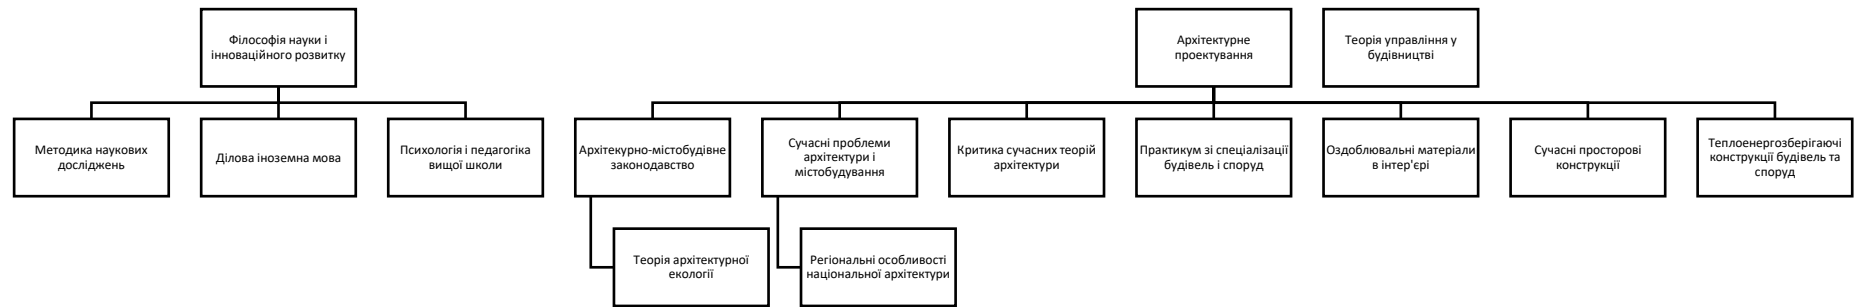 Філософія науки і
інноваційного розвитку
Архітектурне
проектування
Теорія управління у
будівництві
Методика наукових
досліджень
Ділова іноземна мова
Психологія і педагогіка
вищої школи
Архітекурно-містобудівне
законодавство
Сучасні проблеми
архітектури і
містобудування
Критика сучасних теорій
архітектури
Практикум зі спеціалізації
будівель і споруд
Оздоблювальні матеріали
в інтер'єрі
Сучасні просторові
конструкції
Теплоенергозберігаючі
конструкції будівель та
споруд
Теорія архітектурної
екології
Регіональні особливості
національної архітектури